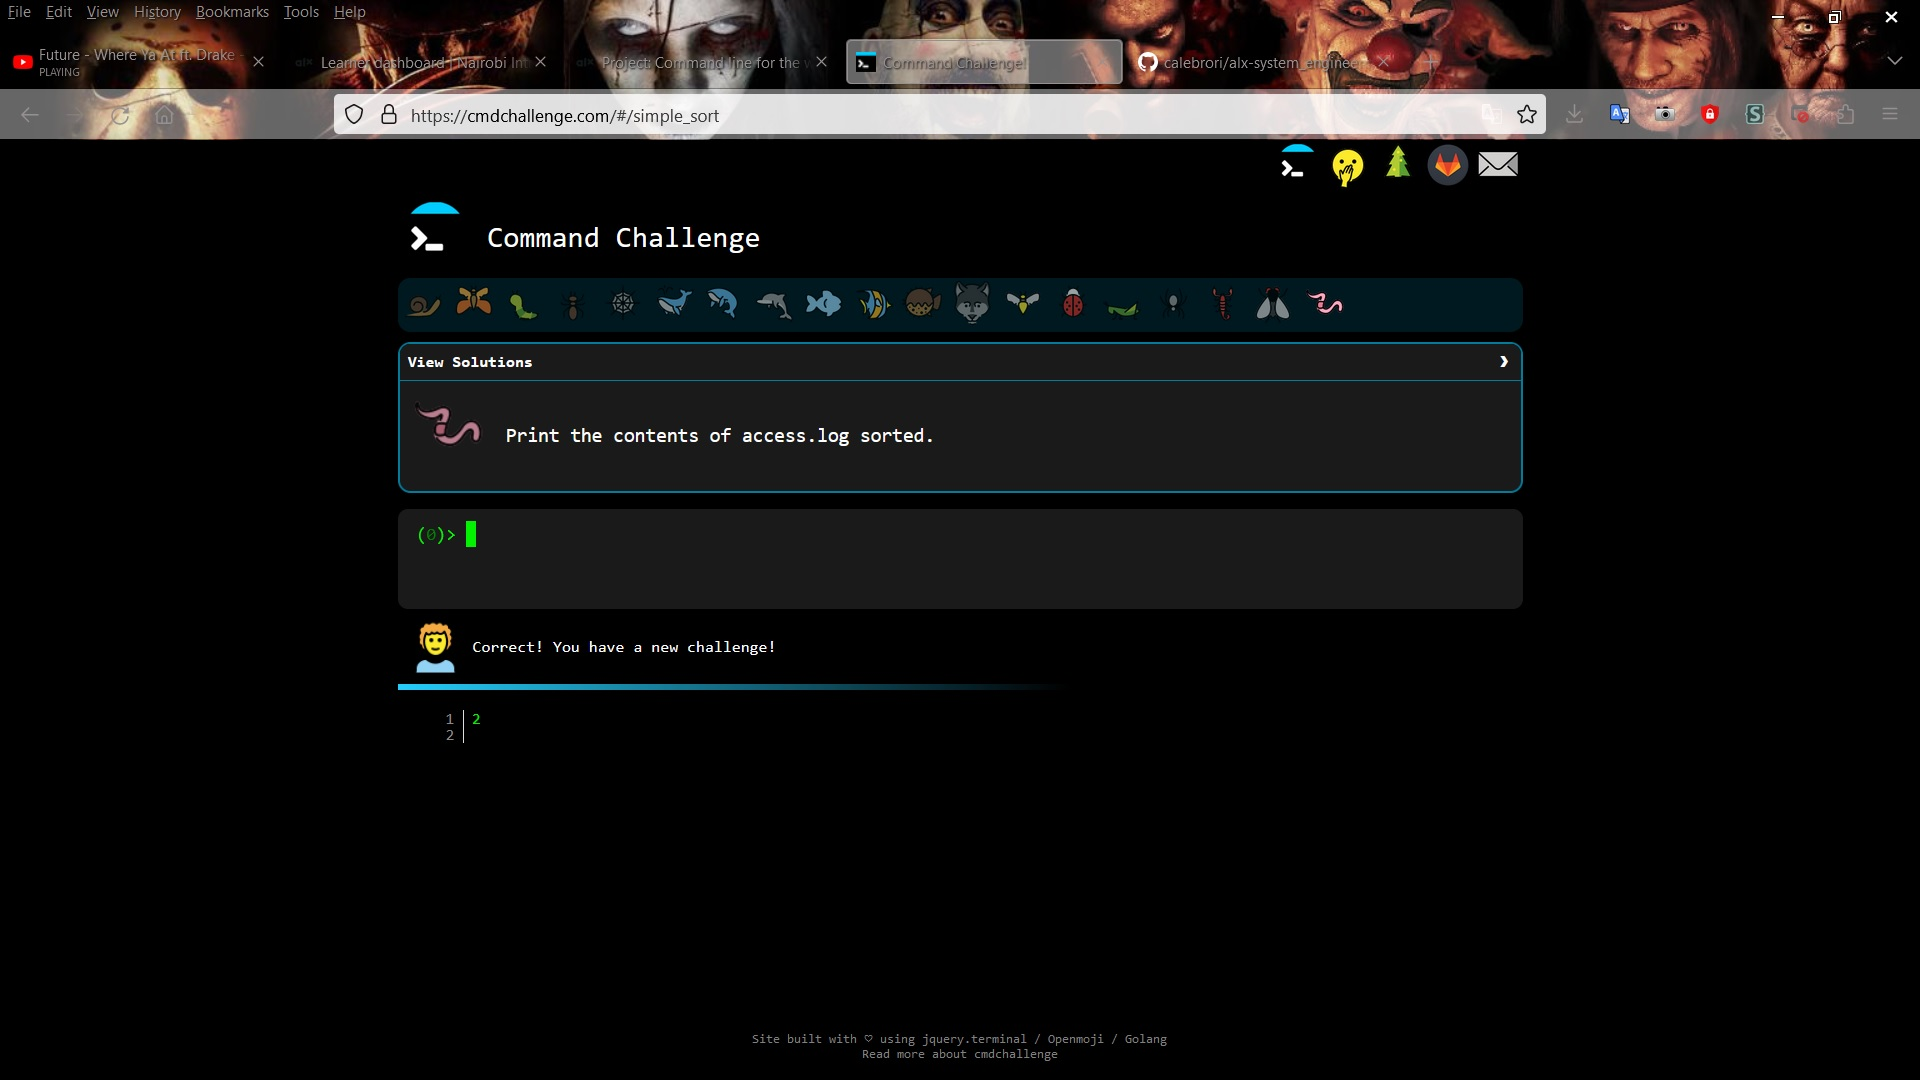 File Edit View History Bookmarks Tools Help
Future - Where Ya At ft. Drake -
PLAYING
Learner dashboard | Nairobi Int
Project: Command line for the w
Command Challenge!
calebrori/alx-system_engineer
https://cmdchallenge.com/#/simple_sort
Command Challenge
View Solutions
Print the contents of access.log sorted.
(0)>
Correct! You have a new challenge!
1 2
2
Site built with ♡ using jquery.terminal / Openmoji / Golang
Read more about cmdchallenge